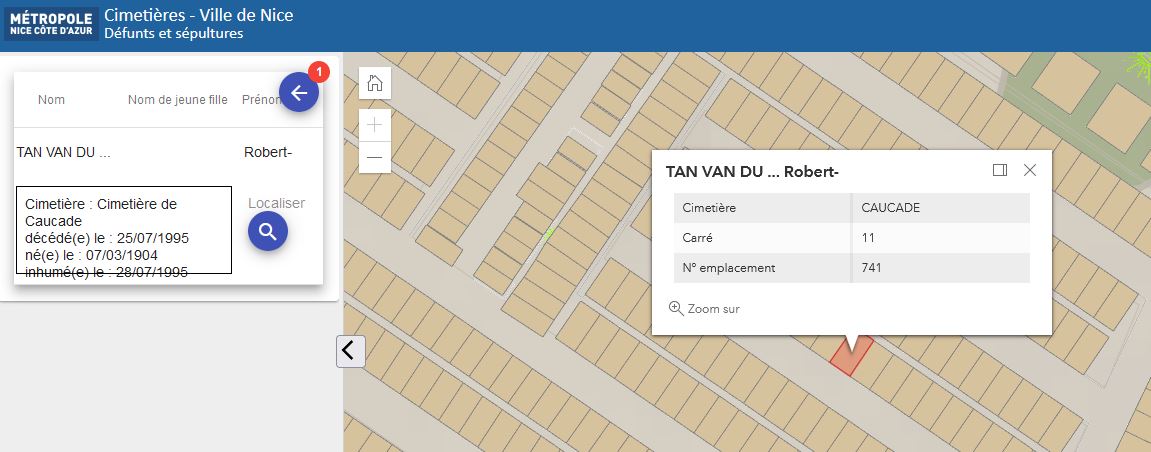 MÉTROPOLE
NICE CÔTE D'AZUR
Cimetières - Ville de Nice
Défunts et sépultures
1
Nom Nom de jeune fille Prénom
TAN VAN DU ... Robert-
Cimetière : Cimetière de
Caucade
décédé(e) le : 25/07/1995
né(e) le : 07/03/1904
inhumé(e) le : 28/07/1995
Localiser
TAN VAN DU ... Robert-
Cimetière CAUCADE
Carré 11
N° emplacement 741
Zoom sur